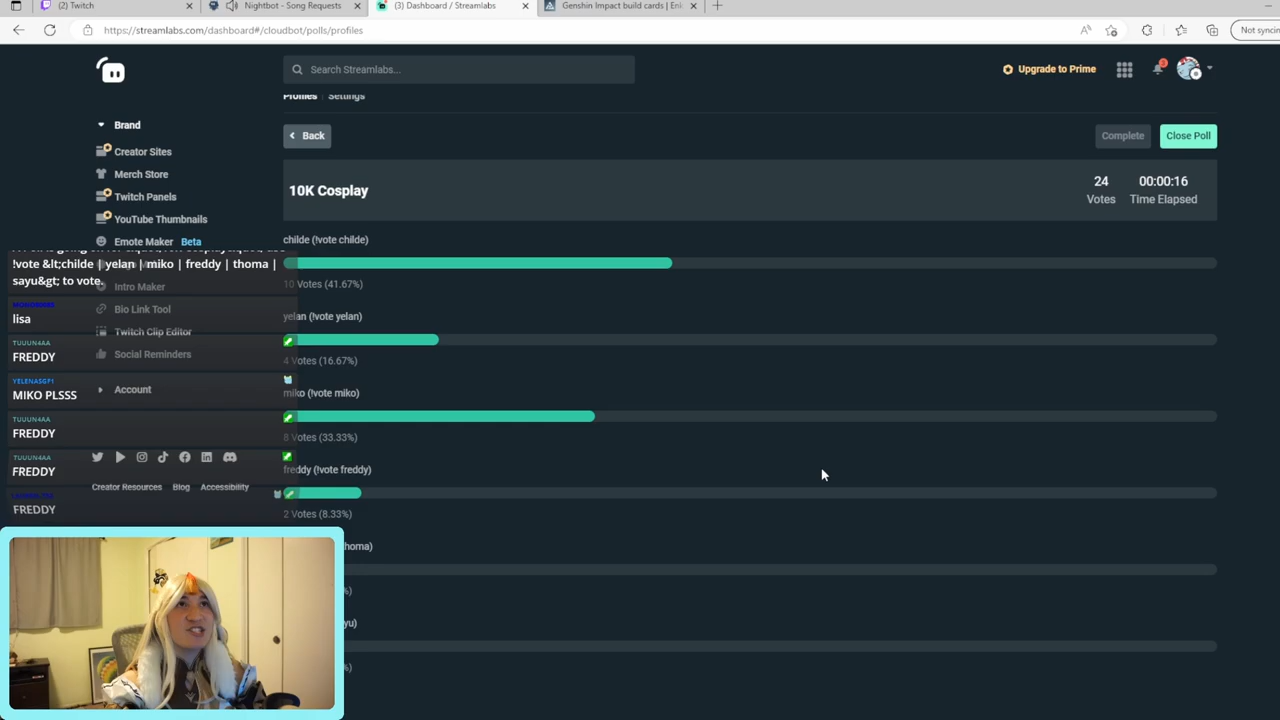 (2) Twitch
Nightbot - Song Requests
(3) Dashboard / Streamlabs
Genshin Impact build cards | En
https://streamlabs.com/dashboard#/cloudbot/polls/profiles
Not syncing
Search Streamlabs...
Upgrade to Prime
Profiles
Settings
Brand
Back
Complete
Close Poll
Creator Sites
Merch Store
Twitch Panels
YouTube Thumbnails
Emote Maker Beta
10K Cosplay
24
Votes
00:00:16
Time Elapsed
!vote &lt;childe | yelan | miko | freddy | thoma |
sayu&gt; to vote.
Intro Maker
Bio Link Tool
Twitch Clip Editor
Social Reminders
Account
lisa
TUUUN4AA
FREDDY
YELENASGF1
MIKO PLSSS
TUUUN4AA
FREDDY
TUUUN4AA
FREDDY
FREDDY
Creator Resources
Blog
Accessibility
childe (!vote childe)
10 Votes (41.67%)
yelan (!vote yelan)
4 Votes (16.67%)
miko (!vote miko)
8 Votes (33.33%)
freddy (!vote freddy)
2 Votes (8.33%)
homa)
%)
yu)
%)